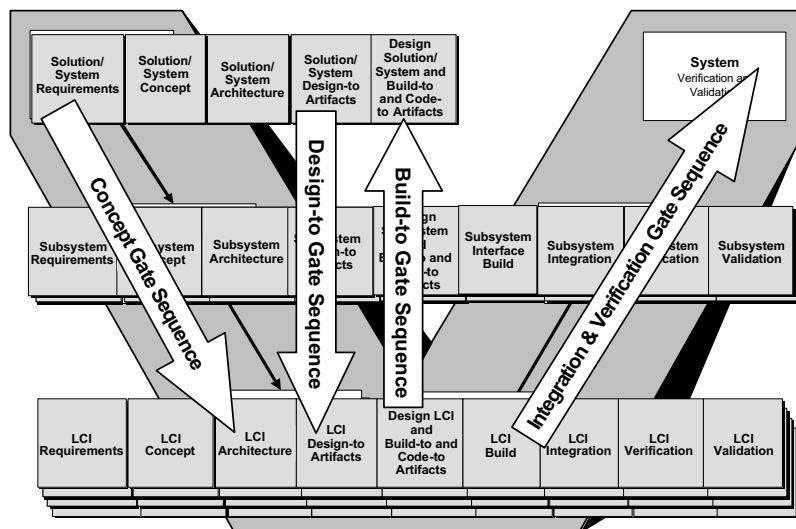 Solution/
System
Requirements
Solution/
System
Concept
Solution/
System
Architecture
Solution/
System
Design-to
Artifacts
Design
Solution/
System and
Build-to
and Code-
to Artifacts
System
Verification
Concept Gate Sequence
Design-to Gate Sequence
Build-to Gate Sequence
Integration & Verification Gate Sequence
Subsystem
Requirements
Subsystem
Architecture
Design
and
Subsystem
Interface
Build
Subsystem
Integration
Subsystem
Validation
LCI
Requirements
LCI
Concept
LCI
Architecture
LCI
Design-to
Artifacts
Design LCI
and
Build-to and
Code-to
Artifacts
LCI
Build
LCI
Integration
LCI
Verification
LCI
Validation